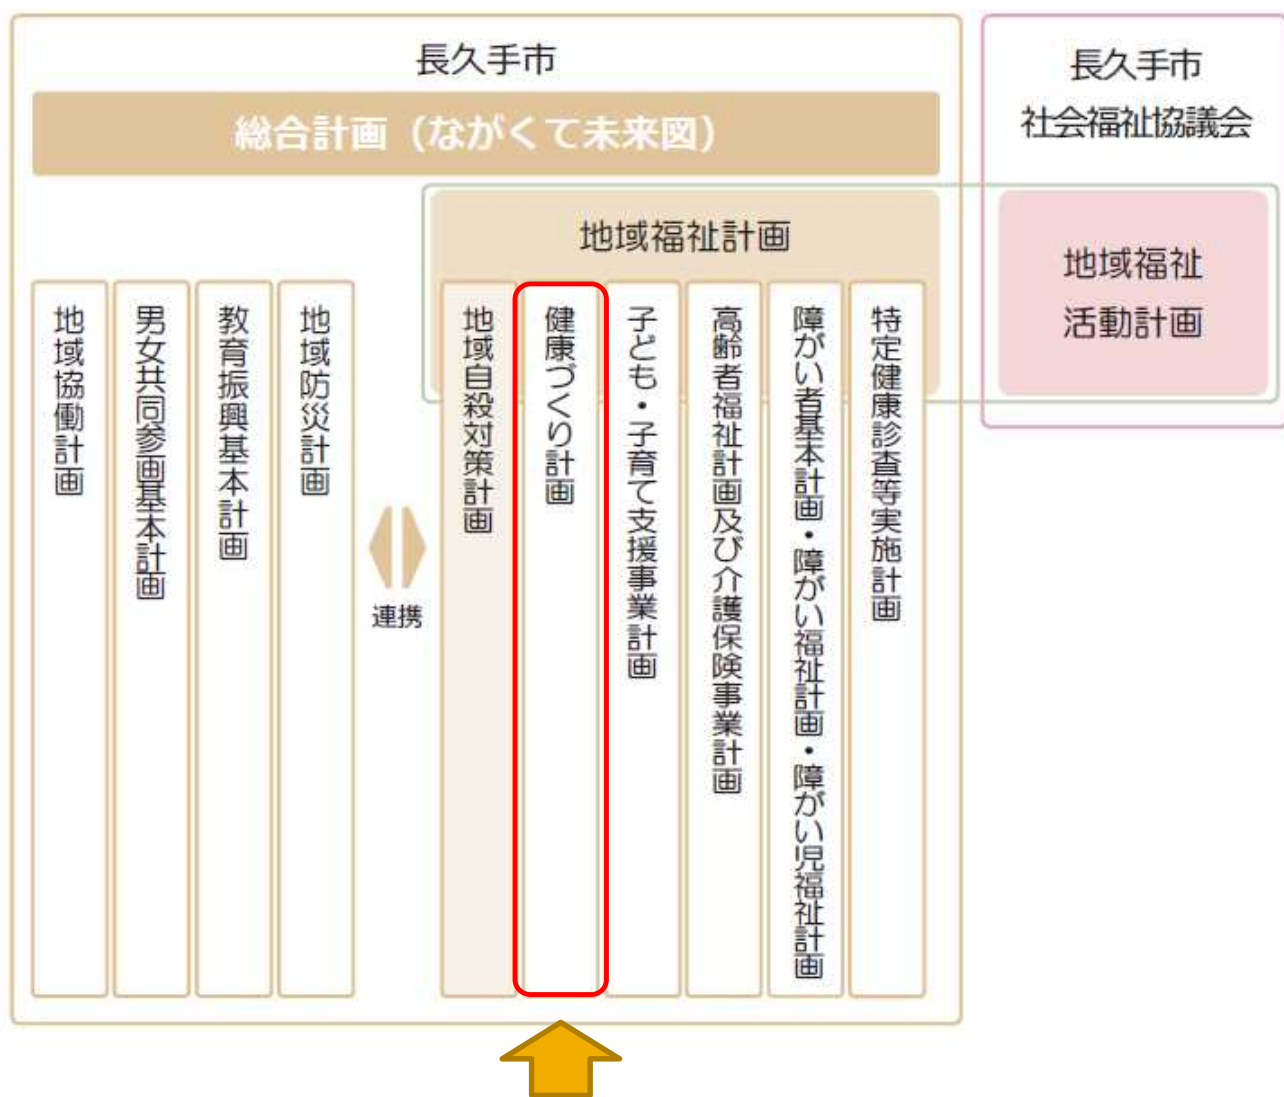 長久手市
総合計画（ながくて未来図）
地域福祉計画
地域協働計画
男女共同参画基本計画
教育振興基本計画
地域防災計画
連携
地域自殺対策計画
健康づくり計画
子ども・子育て支援事業計画
高齢者福祉計画及び介護保険事業計画
障がい者基本計画・障がい福祉計画・障がい児福祉計画
特定健康診査等実施計画
長久手市
社会福祉協議会
地域福祉
活動計画